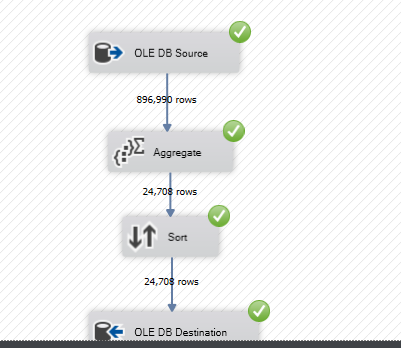 OLE DB Source
896,990 rows
Aggregate
24,708 rows
Sort
24,708 rows
OLE DB Destination